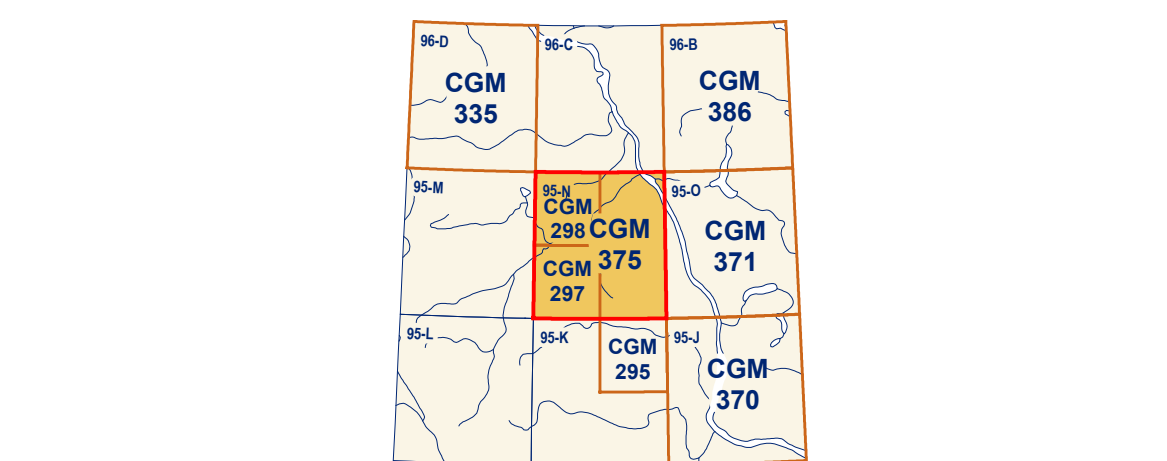 96-D
CGM
335
96-C
96-B
CGM
386
95-M
95-N
CGM
298
CGM
375
CGM
297
95-O
CGM
371
95-L
95-K
CGM
295
95-J
CGM
370